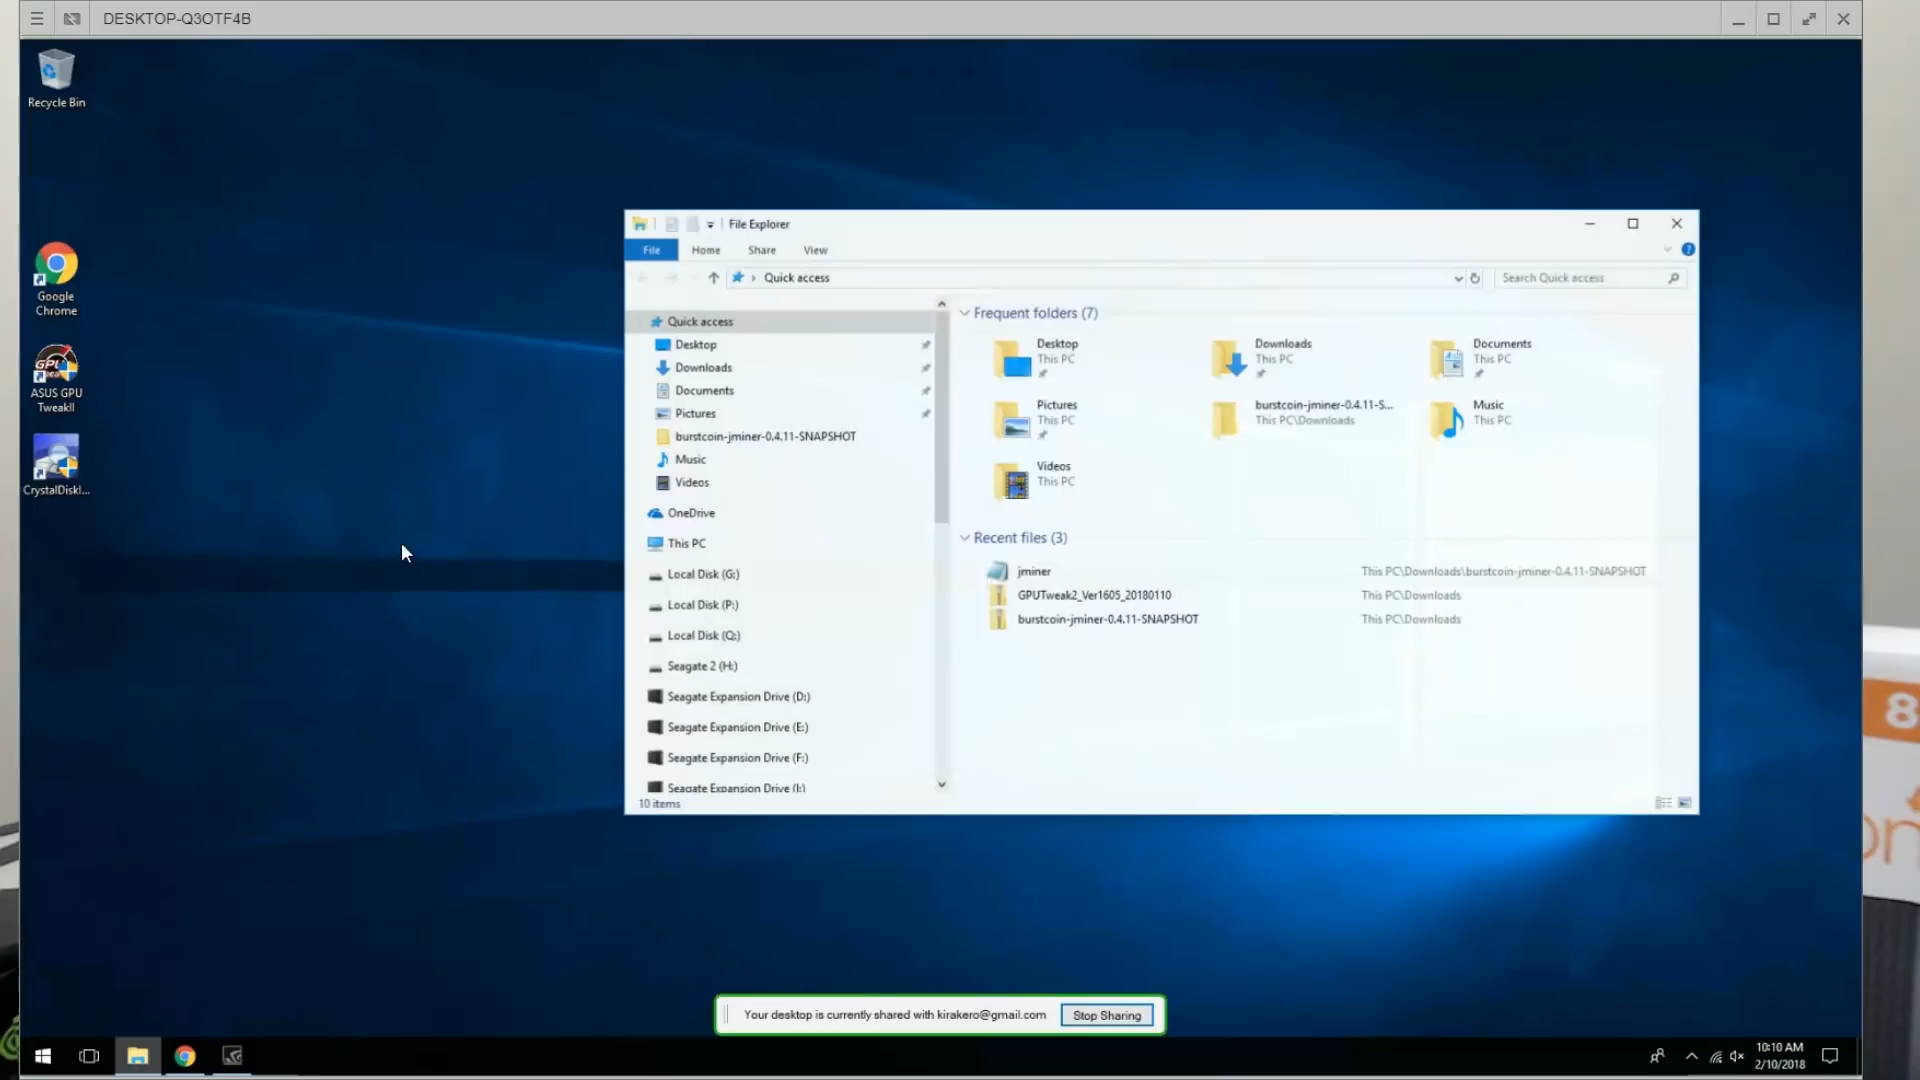 DESKTOP-Q3OTF4B
Recycle Bin
Google
Chrome
GPU
ASUS GPU
TweakII
CrystalDiskI...
File Explorer
File
Home
Share
View
?
Quick access
Search Quick access
Quick access
Desktop
Downloads
Documents
Pictures
burstcoin-jminer-0.4.11-SNAPSHOT
Music
Videos
OneDrive
This PC
Local Disk (G:)
Local Disk (P:)
Local Disk (Q:)
Seagate 2 (H:)
Seagate Expansion Drive (D:)
Seagate Expansion Drive (E:)
Seagate Expansion Drive (F:)
Seagate Expansion Drive (I:)
Frequent folders (7)
Desktop
This PC
Downloads
This PC
Documents
This PC
Pictures
This PC
burstcoin-jminer-0.4.11-S...
This PC\Downloads
Music
This PC
Videos
This PC
Recent files (3)
jminer
This PC\Downloads\burstcoin-jminer-0.4.11-SNAPSHOT
GPUTweak2_Ver1605_20180110
This PC\Downloads
burstcoin-jminer-0.4.11-SNAPSHOT
This PC\Downloads
10 items
8
on
Your desktop is currently shared with kirakero@gmail.com
Stop Sharing
10:10 AM
2/10/2018